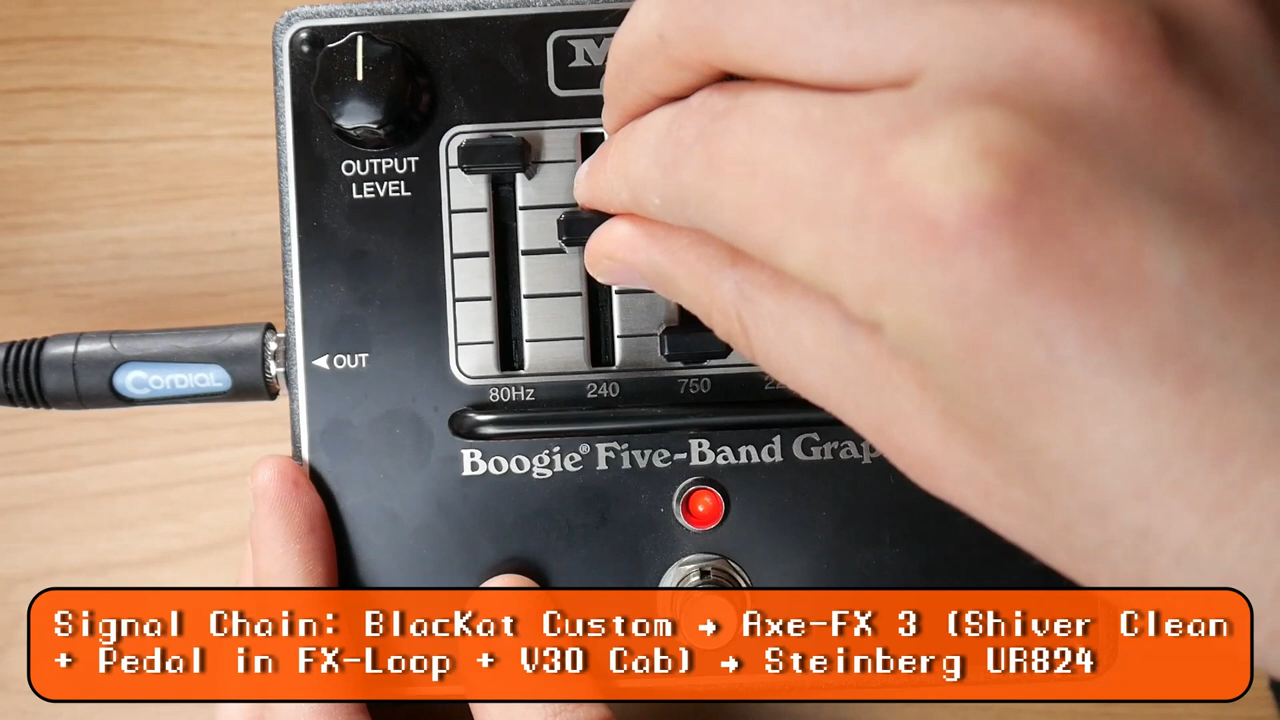 OUTPUT
LEVEL
OUT
CORDIAL
80Hz 240 750
Boogie® Five-Band
Signal Chain: BlacKat Custom → Axe-FX 3 (Shiver Clean
+ Pedal in FX-Loop + V30 Cab) → Steinberg UR824